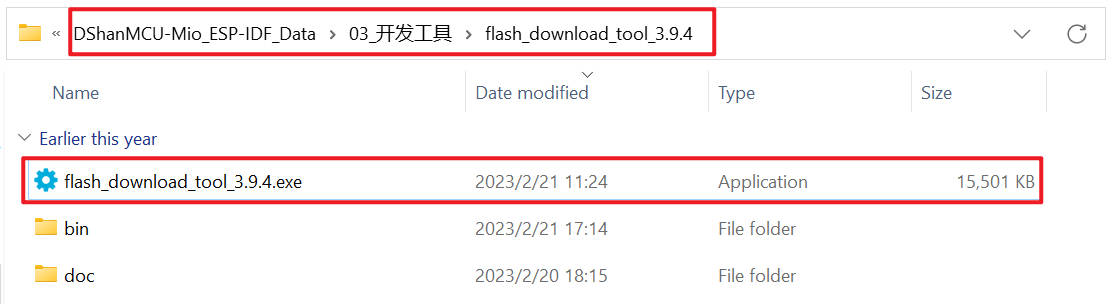 « DShanMCU-Mio_ESP-IDF_Data > 03_开发工具 > flash_download_tool_3.9.4
Name Date modified Type Size
Earlier this year
flash_download_tool_3.9.4.exe 2023/2/21 11:24 Application 15,501 KB
bin 2023/2/21 17:14 File folder
doc 2023/2/20 18:15 File folder